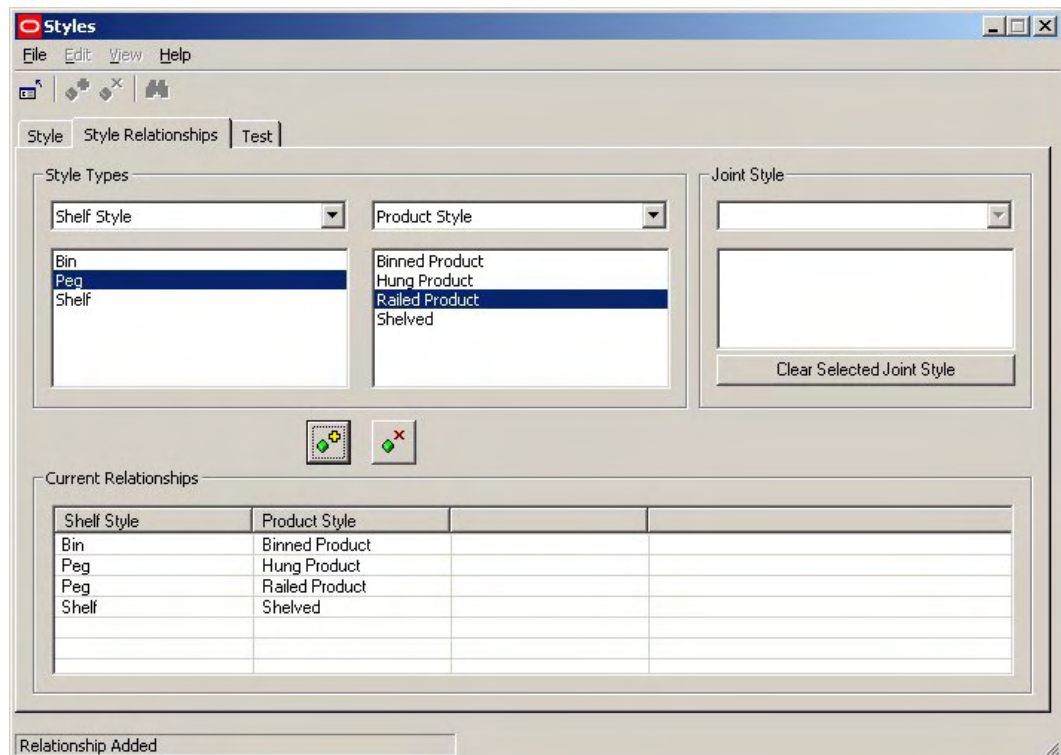 Styles
File Edit View Help
Style Style Relationships Test
Style Types
Joint Style
Shelf Style
Product Style
Bin
Peg
Shelf
Binned Product
Hung Product
Railed Product
Shelved
Clear Selected Joint Style
Current Relationships
Shelf Style Product Style
Bin Binned Product
Peg Hung Product
Peg Railed Product
Shelf Shelved
Relationship Added